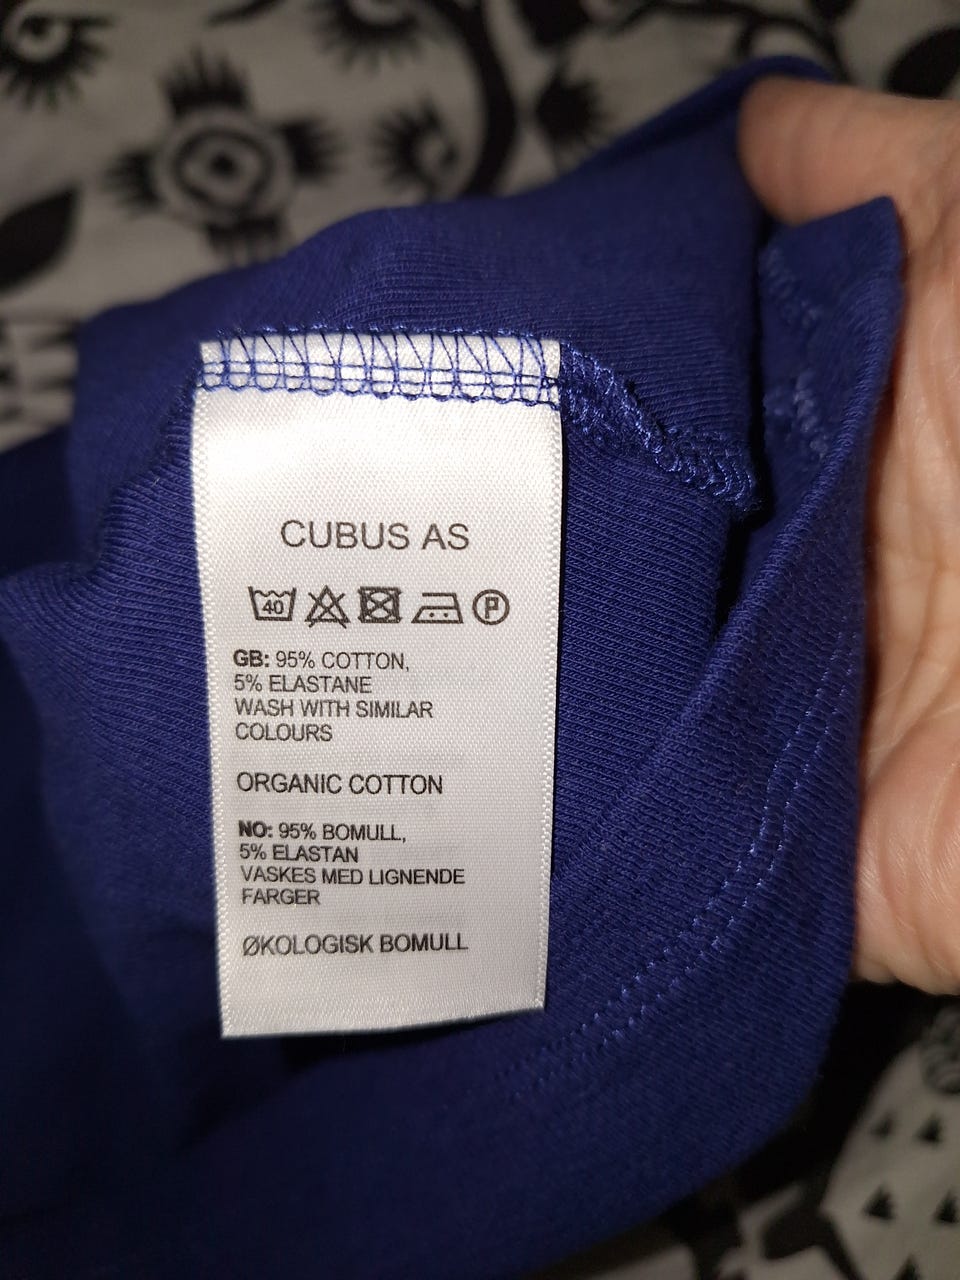 CUBUS AS
40 P
GB: 95% COTTON,
5% ELASTANE
WASH WITH SIMILAR
COLOURS
ORGANIC COTTON
NO: 95% BOMULL,
5% ELASTAN
VASKES MED LIGNENDE
FARGER
ØKOLOGISK BOMULL